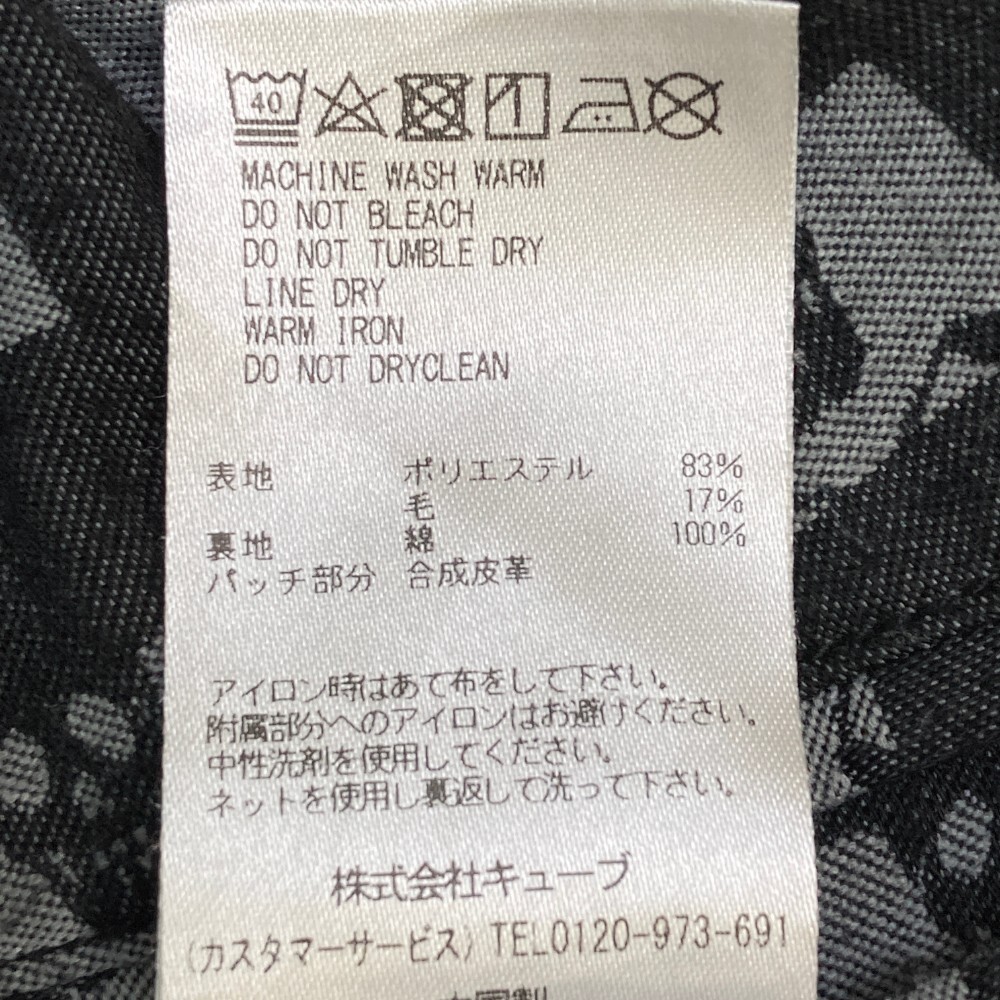 40
MACHINE WASH WARM
DO NOT BLEACH
DO NOT TUMBLE DRY
LINE DRY
WARM IRON
DO NOT DRYCLEAN
表地 ポリエステル 83%
毛 17%
裏地 綿 100%
パッチ部分 合成皮革
アイロン時はあて布をして下さい。
附属部分へのアイロンはお避けください。
中性洗剤を使用してください。
ネットを使用し裏返して洗って下さい。
株式会社キューブ
(カスタマーサービス) TEL0120-973-691